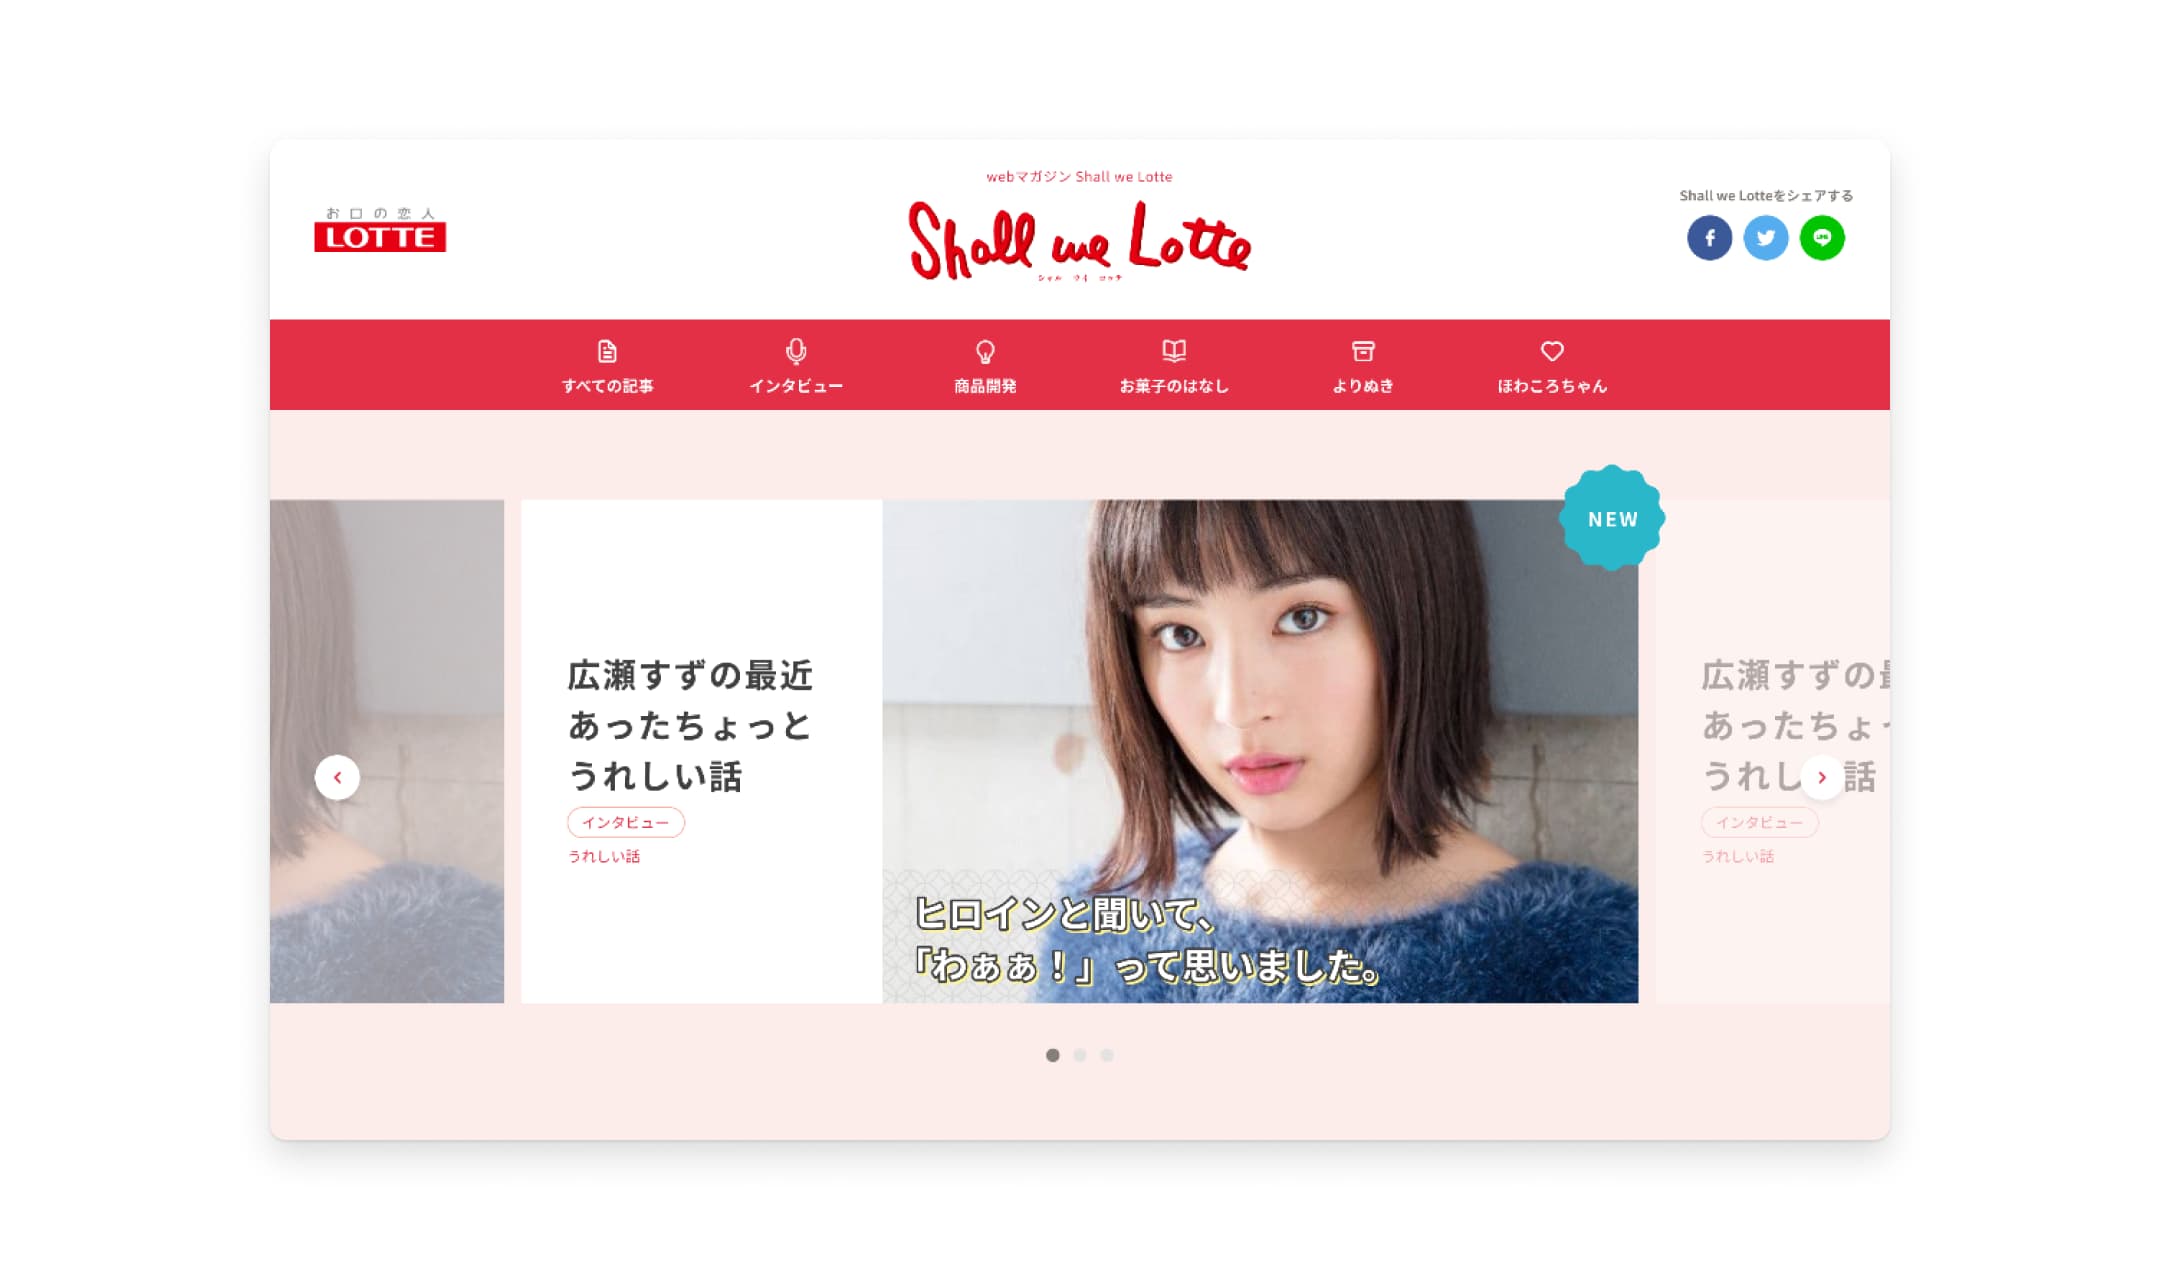 webマガジン Shall we Lotte
お口の恋人
LOTTE
Shall we Lotte
シャル ウイ ロッテ
Shall we Lotteをシェアする
すべての記事
インタビュー
商品開発
お菓子のはなし
よりぬき
ほわころちゃん
NEW
広瀬すずの最近
あったちょっと
うれしい話
インタビュー
うれしい話
ヒロインと聞いて、
「わぁぁ！」って思いました。
広瀬すずの最
あったちょっ
うれし 話
インタビュー
うれしい話